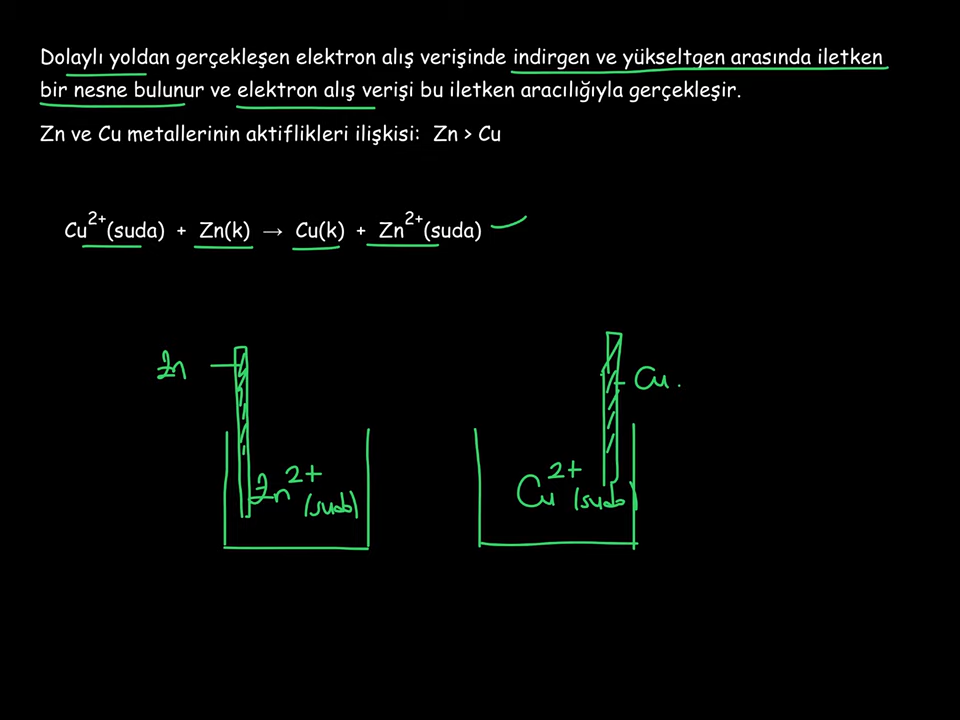 Dolaylı yoldan gerçekleşen elektron alış verişinde indirgen ve yükseltgen arasında iletken
bir nesne bulunur ve elektron alış verişi bu iletken aracılığıyla gerçekleşir.
Zn ve Cu metallerinin aktiflikleri ilişkisi: Zn > Cu
Cu²⁺(suda) + Zn(k) → Cu(k) + Zn²⁺(suda)
Zn
Cu.
Zn²⁺ (suda)
Cu²⁺ (suda)